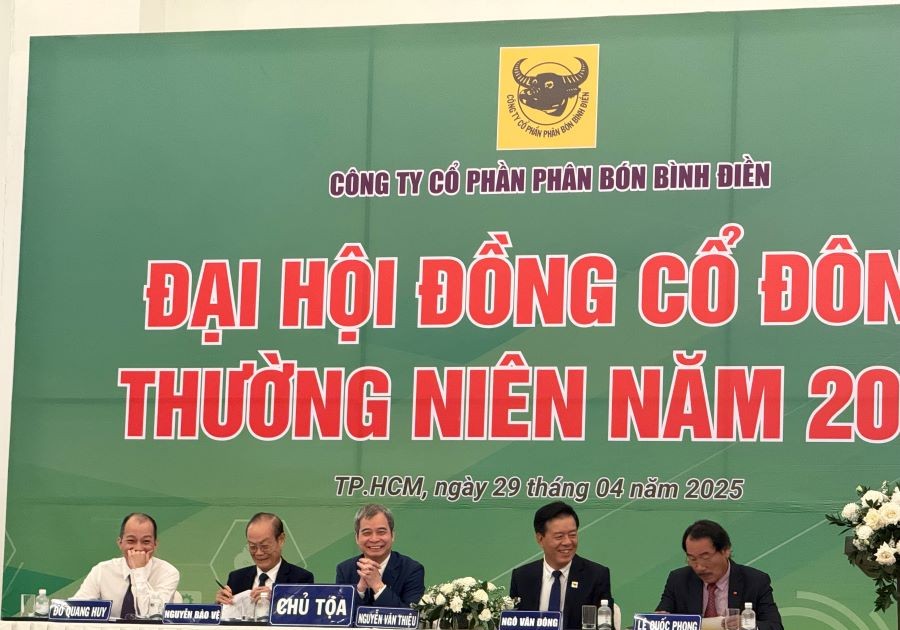 CÔNG TY CỔ PHẦN PHÂN BÓN BÌNH ĐIỀN
CÔNG TY CỔ PHẦN PHÂN BÓN BÌNH ĐIỀN
ĐẠI HỘI ĐỒNG CỔ ĐÔN
THƯỜNG NIÊN NĂM 20
TP.HCM, ngày 29 tháng 04 năm 2025
ĐỖ QUANG HUY
NGUYỄN BẢO VỆ
CHỦ TỌA
NGUYỄN VĂN THIỆU
NGÔ VĂN ĐÔNG
LÊ QUỐC PHONG